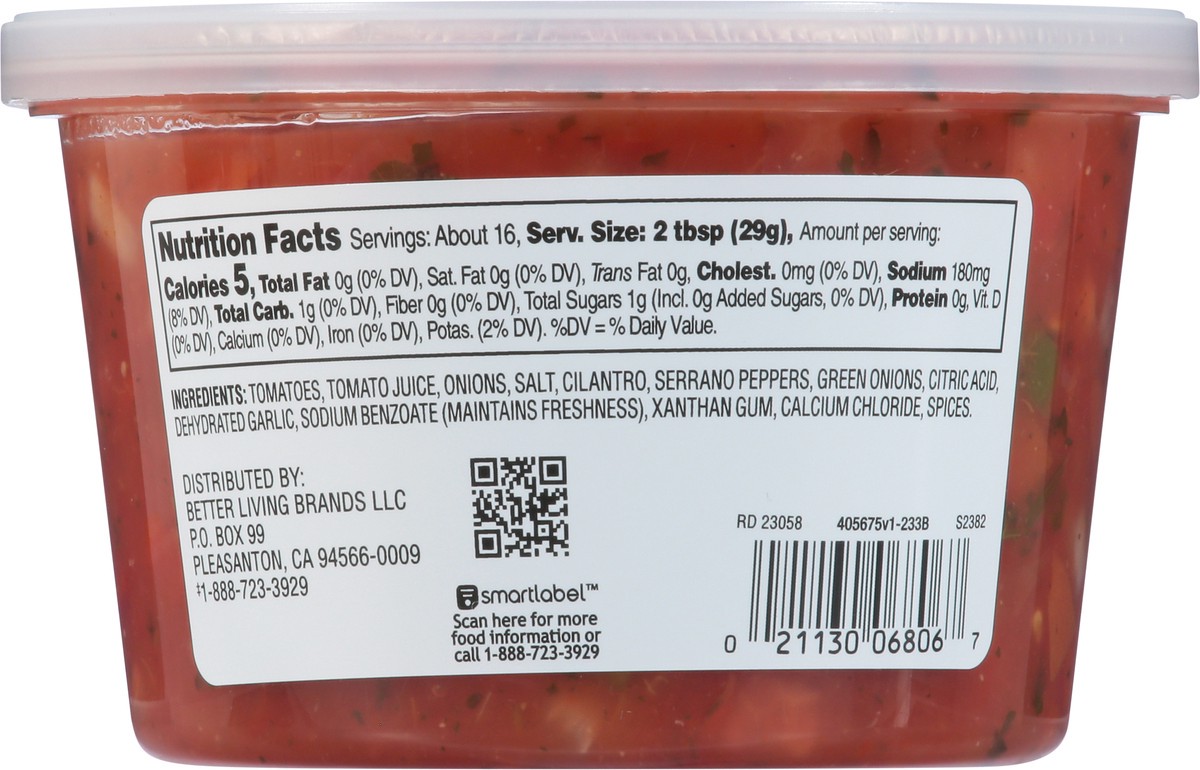 Nutrition Facts Servings: About 16, Serv. Size: 2 tbsp (29g), Amount per serving:
Calories 5, Total Fat 0g (0% DV), Sat. Fat 0g (0% DV), Trans Fat 0g, Cholest. 0mg (0% DV), Sodium 180mg
(8% DV), Total Carb. 1g (0% DV), Fiber 0g (0% DV), Total Sugars 1g (Incl. 0g Added Sugars, 0% DV), Protein 0g, Vit. D
(0% DV), Calcium (0% DV), Iron (0% DV), Potas. (2% DV). %DV = % Daily Value.
INGREDIENTS: TOMATOES, TOMATO JUICE, ONIONS, SALT, CILANTRO, SERRANO PEPPERS, GREEN ONIONS, CITRIC ACID,
DEHYDRATED GARLIC, SODIUM BENZOATE (MAINTAINS FRESHNESS), XANTHAN GUM, CALCIUM CHLORIDE, SPICES.
DISTRIBUTED BY:
BETTER LIVING BRANDS LLC
P.O. BOX 99
PLEASANTON, CA 94566-0009
‡1-888-723-3929
smartlabel™
Scan here for more
food information or
call 1-888-723-3929
RD 23058 405675v1-233B S2382
0 21130 06806 7